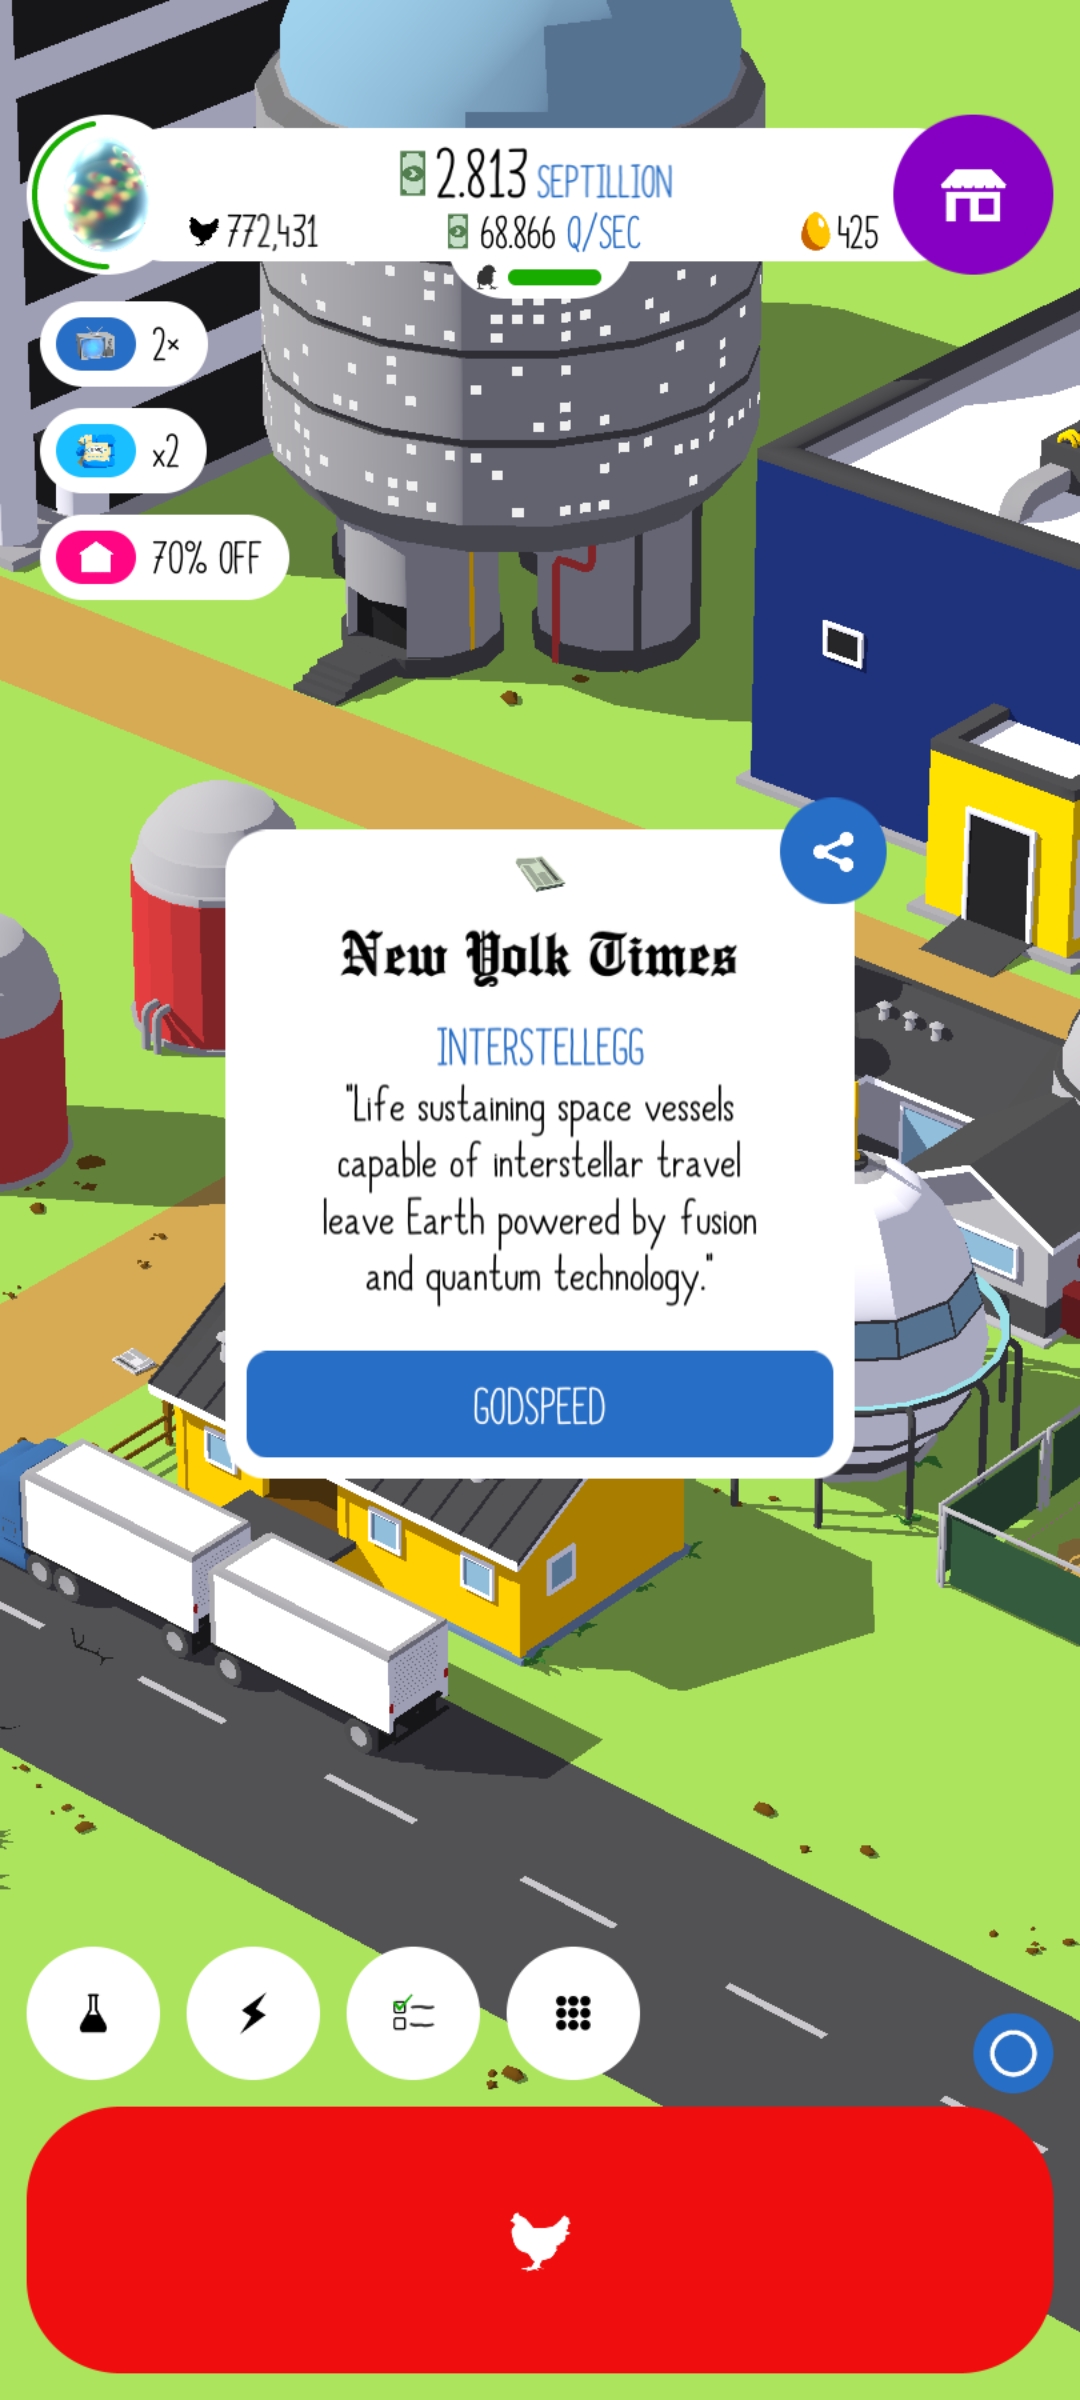 2.813 SEPTILLION
772,431
68.866 Q/SEC
425
2×
x2
70% OFF
New Yolk Times
INTERSTELLEGG
"Life sustaining space vessels
capable of interstellar travel
leave Earth powered by fusion
and quantum technology."
GODSPEED